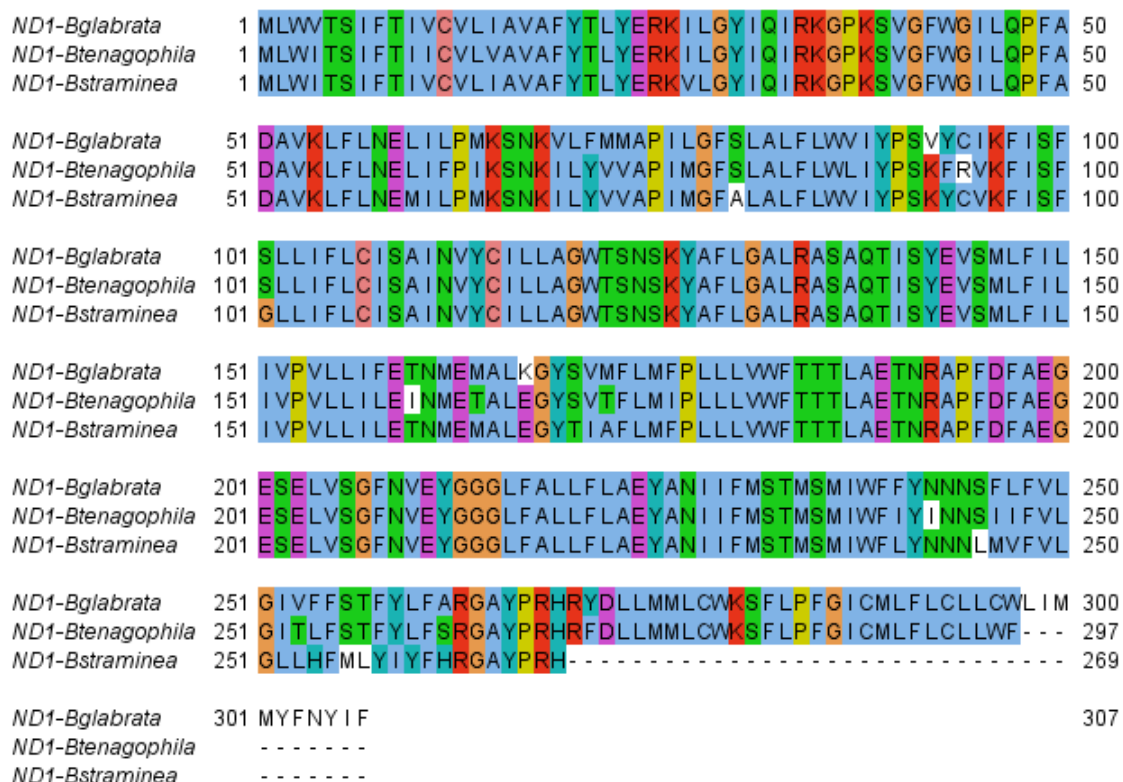 ND1-Bglabrata 1 MLWVTSIFTIVCVLIAVAFYTLYERKILGYIQIRKGPKSVGFWGILQPFA 50
ND1-Btenagophila 1 MLWITSIFTIICVLVAVAFYTLYERKILGYIQIRKGPKSVGFWGILQPFA 50
ND1-Bstraminea 1 MLWITSIFTIVCVLIAVAFYTLYERKVLGYIQIRKGPKSVGFWGILQPFA 50
ND1-Bglabrata 51 DAVKLFLNELILPMKSNKVLFMMAPILGFSLALFLWVIYPSVYCIKFISF 100
ND1-Btenagophila 51 DAVKLFLNELIFPIKSNKILYVVAPIMGFSLALFLWLIYPSKFRVKFISF 100
ND1-Bstraminea 51 DAVKLFLNEMILPMKSNKILYVVAPIMGFALALFLWVIYPSKYCVKFISF 100
ND1-Bglabrata 101 SLLIFLCISAINVYCILLAGWTSNSKYAFLGALRASAQTISYEVSMLFIL 150
ND1-Btenagophila 101 SLLIFLCISAINVYCILLAGWTSNSKYAFLGALRASAQTISYEVSMLFIL 150
ND1-Bstraminea 101 GLLIFLCISAINVYCILLAGWTSNSKYAFLGALRASAQTISYEVSMLFIL 150
ND1-Bglabrata 151 IVPVLLIFETNMEMALKGYSVMFLMFPLLLVWFTTTLAETNRAPFDFAEG 200
ND1-Btenagophila 151 IVPVLLILEINMETALEGYSVTFLMIPLLLVWFTTTLAETNRAPFDFAEG 200
ND1-Bstraminea 151 IVPVLLILETNMEMALEGYTIAFLMFPLLLVWFTTTLAETNRAPFDFAEG 200
ND1-Bglabrata 201 ESELVSGFNVEYGGGLFALLFLAEYANIIFMSTMSMIWFFYNNNSFLFVL 250
ND1-Btenagophila 201 ESELVSGFNVEYGGGLFALLFLAEYANIIFMSTMSMIWFIYINNSIIFVL 250
ND1-Bstraminea 201 ESELVSGFNVEYGGGLFALLFLAEYANIIFMSTMSMIWFLYNNNLMVFVL 250
ND1-Bglabrata 251 GIVFFSTFYLFARGAYPRHRYDLLMMLCWKSFLPFGICMLFLCLLCWLIM 300
ND1-Btenagophila 251 GITLFSTFYLFSRGAYPRHRFDLLMMLCWKSFLPFGICMLFLCLLWF--- 297
ND1-Bstraminea 251 GLLHFMLYIYFHRGAYPRH------------------------------- 269
ND1-Bglabrata 301 MYFNYIF 307
ND1-Btenagophila -------
ND1-Bstraminea -------